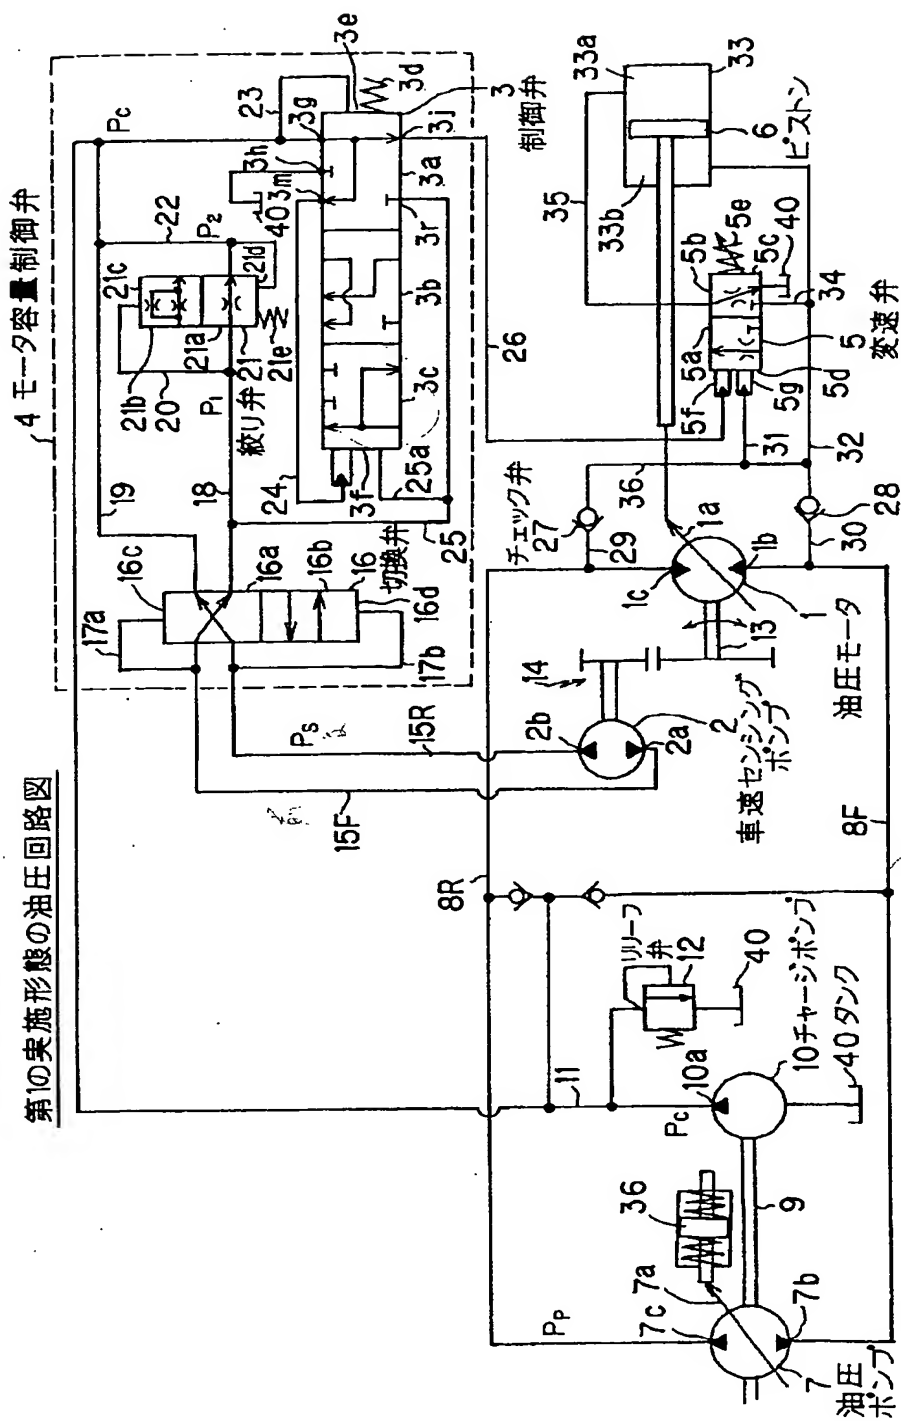 第1の実施形態の油圧回路図
4 モータ容量制御弁
19
Pc
22
P2
21c
21b
21a
21d
21
21e
20
P1
絞り弁
18
23
3e
3d
3g
3
制御弁
3h
3j
3m
3a
40
3r
3b
3c
24
3f
25a
25
26
切換弁
16c
16a
16b
16
16d
17a
17b
Ps
15R
15F
8R
14
2b
2
2a
車速センシング
ポンプ
チェック弁
27
29
36
1a
1c
1b
1
13
油圧モータ
31
32
30
28
8F
33a
33
33b
6
ピストン
35
5b
5e
5c
40
5a
5
34
変速弁
5f
5g
5d
リリーフ
弁
12
40
11
10a
Pc
10チャージポンプ
40タンク
36
9
7a
7c
7b
7
油圧
ポンプ
Pp